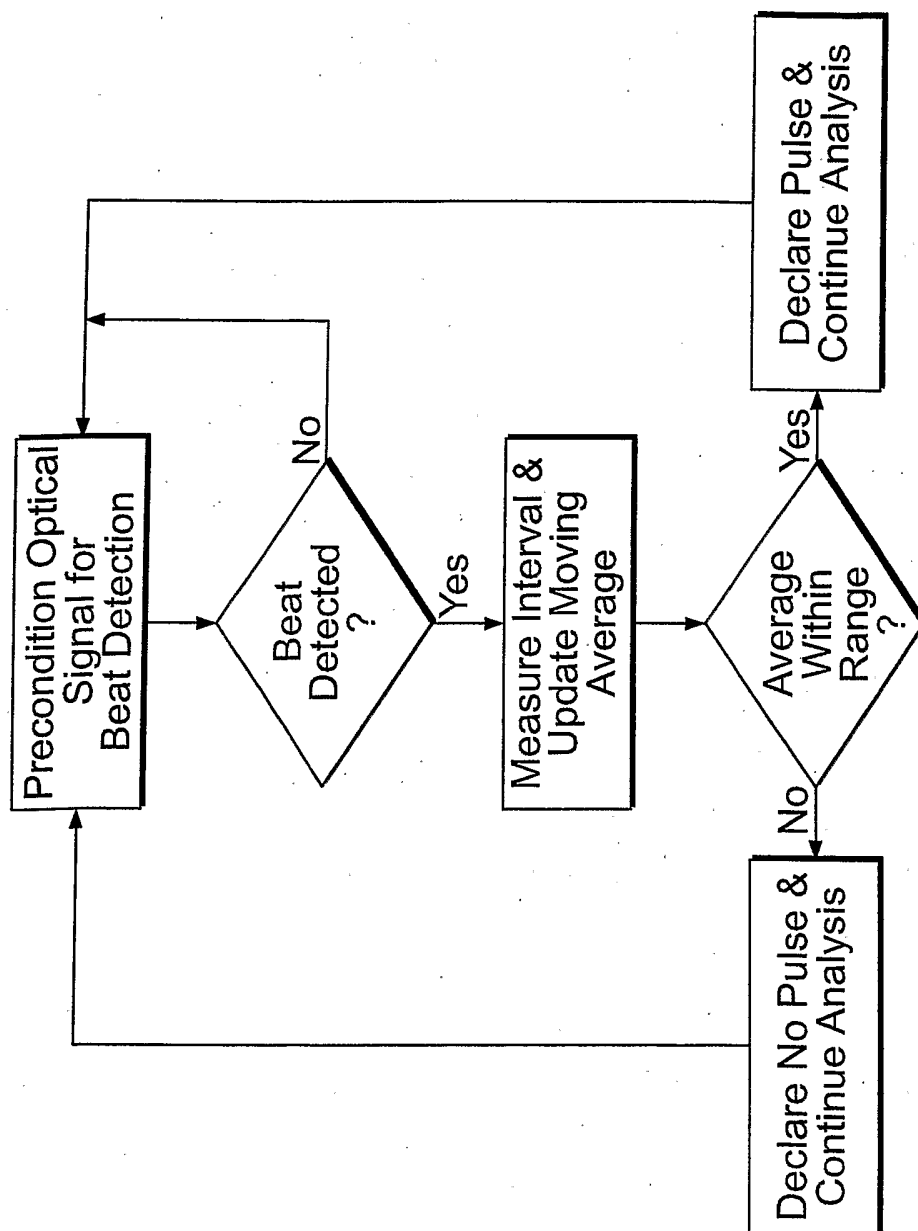 Precondition Optical
Signal for
Beat Detection
Beat
Detected
?
No
Yes
Measure Interval &
Update Moving
Average
Average
Within
Range
?
No
Yes
Declare No Pulse &
Continue Analysis
Declare Pulse &
Continue Analysis